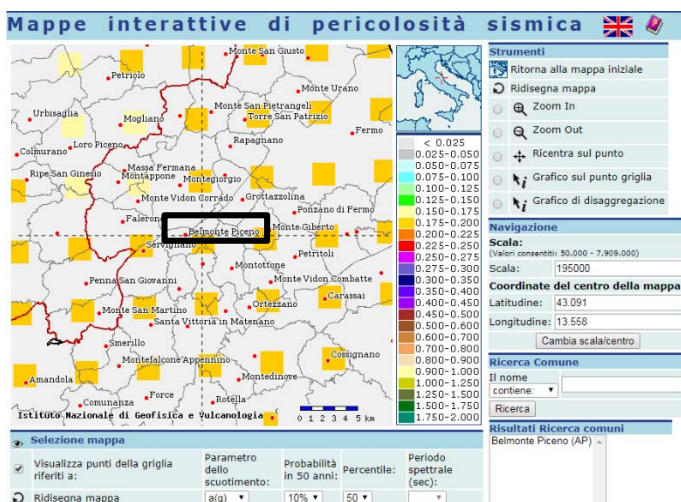 Mappe interattive di pericolosità sismica
Monte San Giusto
Petriolo
Monte Urano
Monte San Pietrangeli
Torre San Patrizio
Urbisaglia
Mogliano
Fermo
Loro Piceno
Rapagnano
Colmurano
Massa Fermana
Ripe San Ginesio
Montappone
Montegiorgio
Monte Vidon Corrado
Grottazzolina
Ponzano di Fermo
Falerone
Belmonte Piceno
Monte Giberto
Servigliano
Petritoli
Montottone
Penna San Giovanni
Monte Vidon Combatte
Carassai
Ortezzano
Monte San Martino
Santa Vittoria in Matenano
Smerillo
Montefalcone Appennino
Cossignano
Amandola
Montedinove
Comunanza
Force
Rotella
Istituto Nazionale di Geofisica e Vulcanologia
0 1 2 3 4 5 km
< 0.025
0.025-0.050
0.050-0.075
0.075-0.100
0.100-0.125
0.125-0.150
0.150-0.175
0.175-0.200
0.200-0.225
0.225-0.250
0.250-0.275
0.275-0.300
0.300-0.350
0.350-0.400
0.400-0.450
0.450-0.500
0.500-0.600
0.600-0.700
0.700-0.800
0.800-0.900
0.900-1.000
1.000-1.250
1.250-1.500
1.500-1.750
1.750-2.000
Strumenti
Ritorna alla mappa iniziale
Ridisegna mappa
Zoom In
Zoom Out
Ricentra sul punto
Grafico sul punto griglia
Grafico di disaggregazione
Navigazione
Scala:
(Valori consentiti: 50.000 - 7.909.000)
Scala: 195000
Coordinate del centro della mappa
Latitudine: 43.091
Longitudine: 13.558
Cambia scala/centro
Ricerca Comune
Il nome
contiene:
Ricerca
Risultati Ricerca comuni
Belmonte Piceno (AP)
Selezione mappa
Visualizza punti della griglia riferiti a:
Parametro dello scuotimento:
Probabilità in 50 anni:
Percentile:
Periodo spettrale (sec):
Ridisegna mappa a(g) 10% 50